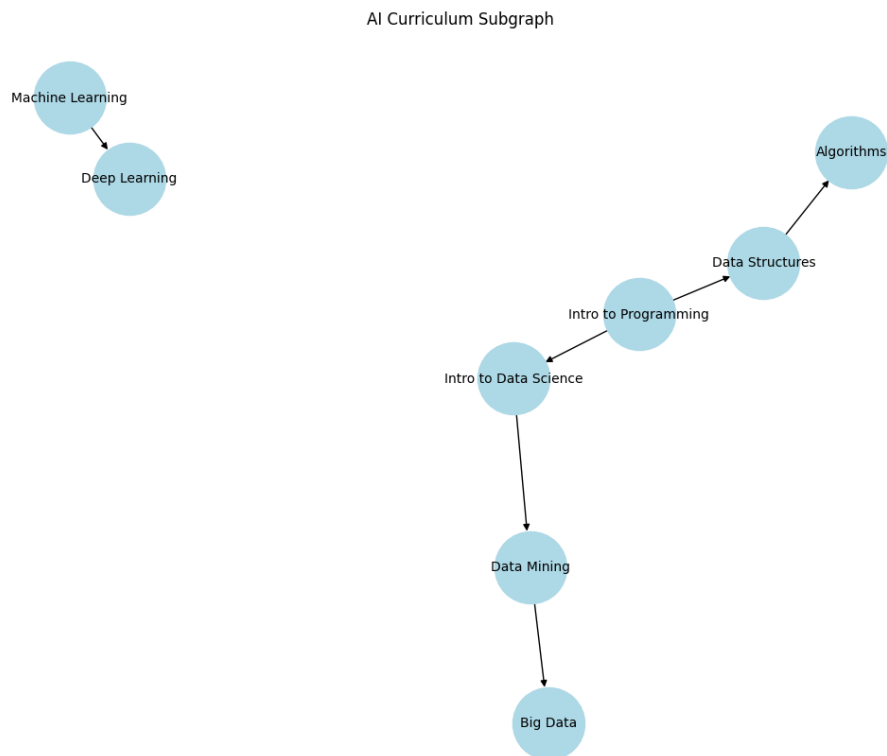 AI Curriculum Subgraph
Machine Learning
Algorithms
Deep Learning
Data Structures
Intro to Programming
Intro to Data Science
Data Mining
Big Data